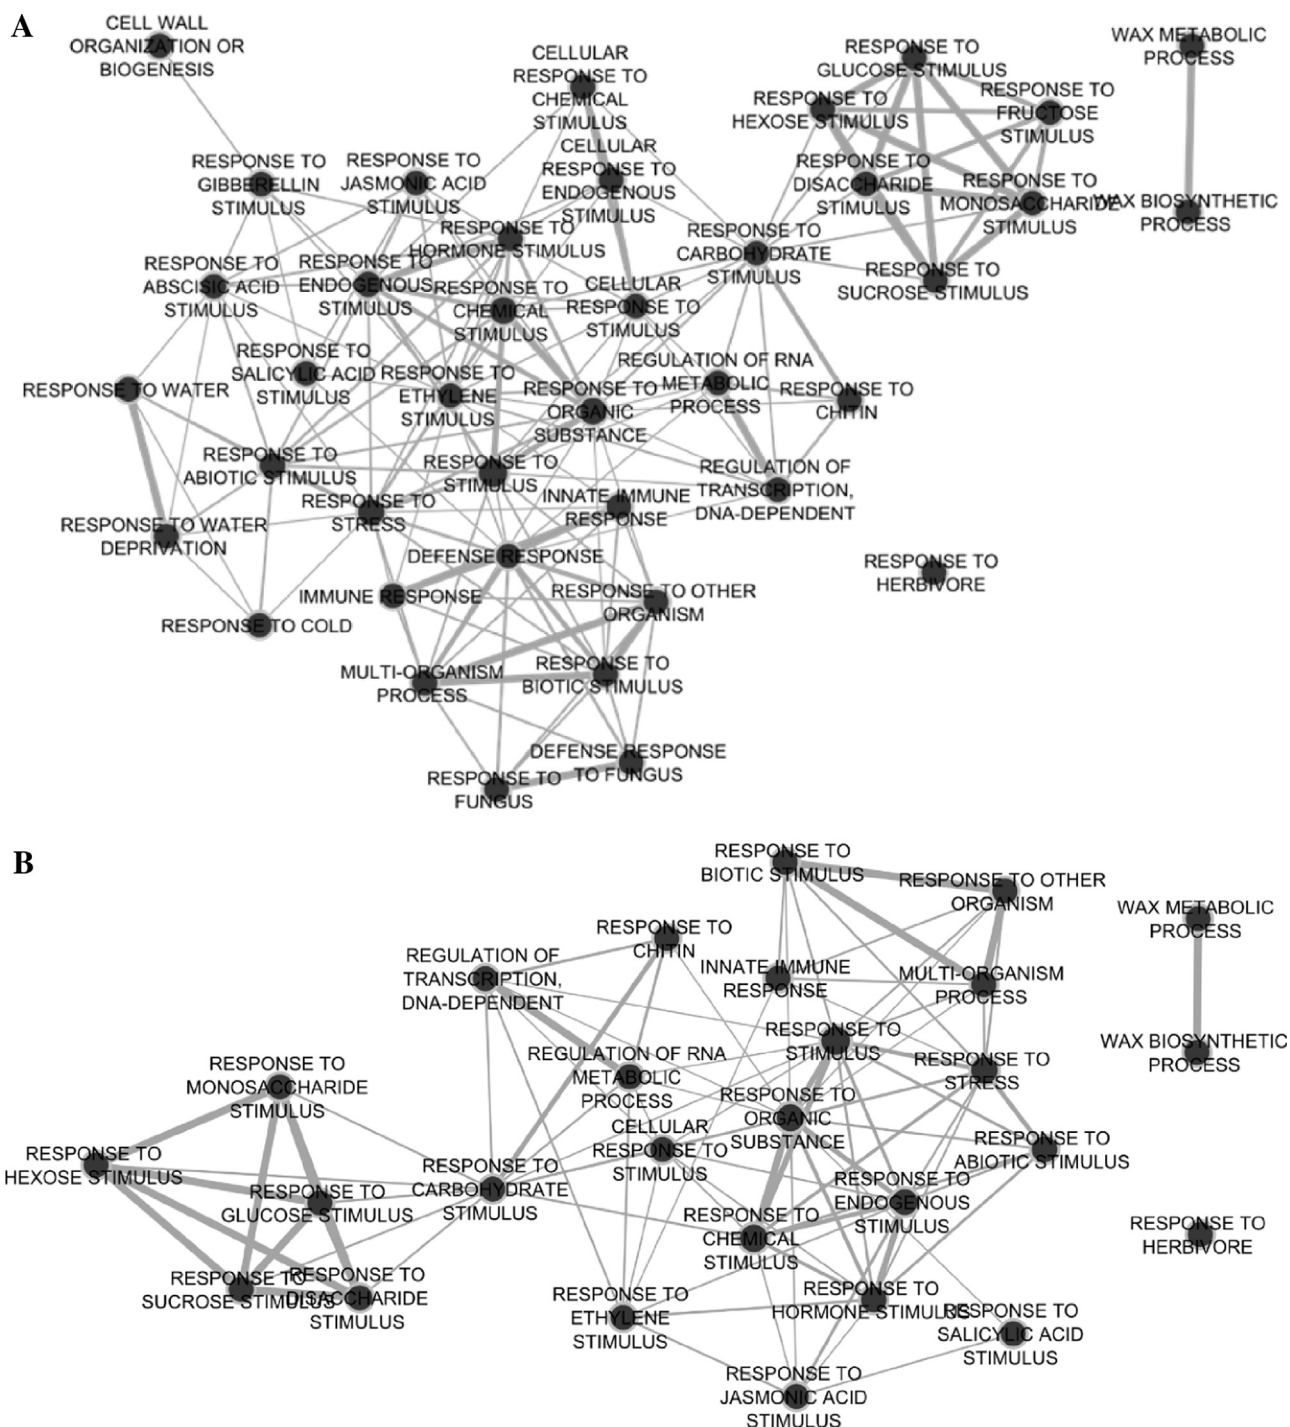 A
CELL WALL
ORGANIZATION OR
BIOGENESIS
CELLULAR
RESPONSE TO
CHEMICAL
STIMULUS
RESPONSE TO
GLUCOSE STIMULUS
WAX METABOLIC
PROCESS
RESPONSE TO
HEXOSE STIMULUS
RESPONSE TO
FRUCTOSE
STIMULUS
CELLULAR
RESPONSE TO
ENDOGENOUS
STIMULUS
RESPONSE TO
GIBBERELLIN
STIMULUS
RESPONSE TO
JASMONIC ACID
STIMULUS
RESPONSE TO
DISACCHARIDE
STIMULUS
RESPONSE TO
MONOSACCHARIDE
STIMULUS
WAX BIOSYNTHETIC
PROCESS
RESPONSE TO
HORMONE STIMULUS
RESPONSE TO
CARBOHYDRATE
STIMULUS
RESPONSE TO
ABSCISIC ACID
STIMULUS
RESPONSE TO
ENDOGENOUS
STIMULUS
RESPONSE TO
CHEMICAL
STIMULUS
CELLULAR
RESPONSE TO
STIMULUS
RESPONSE TO
SUCROSE STIMULUS
RESPONSE TO WATER
RESPONSE TO
SALICYLIC ACID
STIMULUS
RESPONSE TO
ETHYLENE
STIMULUS
RESPONSE TO
ORGANIC
SUBSTANCE
REGULATION OF RNA
METABOLIC
PROCESS
RESPONSE TO
CHITIN
RESPONSE TO
ABIOTIC STIMULUS
RESPONSE TO
STIMULUS
REGULATION OF
TRANSCRIPTION,
DNA-DEPENDENT
RESPONSE TO WATER
DEPRIVATION
RESPONSE TO
STRESS
INNATE IMMUNE
RESPONSE
DEFENSE RESPONSE
RESPONSE TO
HERBIVORE
IMMUNE RESPONSE
RESPONSE TO OTHER
ORGANISM
RESPONSE TO COLD
MULTI-ORGANISM
PROCESS
RESPONSE TO
BIOTIC STIMULUS
RESPONSE TO
FUNGUS
DEFENSE RESPONSE
TO FUNGUS
B
RESPONSE TO
BIOTIC STIMULUS
RESPONSE TO OTHER
ORGANISM
WAX METABOLIC
PROCESS
RESPONSE TO
CHITIN
REGULATION OF
TRANSCRIPTION,
DNA-DEPENDENT
INNATE IMMUNE
RESPONSE
MULTI-ORGANISM
PROCESS
RESPONSE TO
STIMULUS
WAX BIOSYNTHETIC
PROCESS
RESPONSE TO
MONOSACCHARIDE
STIMULUS
REGULATION OF RNA
METABOLIC
PROCESS
RESPONSE TO
STRESS
RESPONSE TO
ORGANIC
SUBSTANCE
CELLULAR
RESPONSE TO
STIMULUS
RESPONSE TO
ABIOTIC STIMULUS
RESPONSE TO
HEXOSE STIMULUS
RESPONSE TO
GLUCOSE STIMULUS
RESPONSE TO
CARBOHYDRATE
STIMULUS
RESPONSE TO
ENDOGENOUS
STIMULUS
RESPONSE TO
CHEMICAL
STIMULUS
RESPONSE TO
HERBIVORE
RESPONSE TO
SUCROSE STIMULUS
RESPONSE TO
DISACCHARIDE
STIMULUS
RESPONSE TO
ETHYLENE
STIMULUS
RESPONSE TO
HORMONE STIMULUS
RESPONSE TO
SALICYLIC ACID
STIMULUS
RESPONSE TO
JASMONIC ACID
STIMULUS